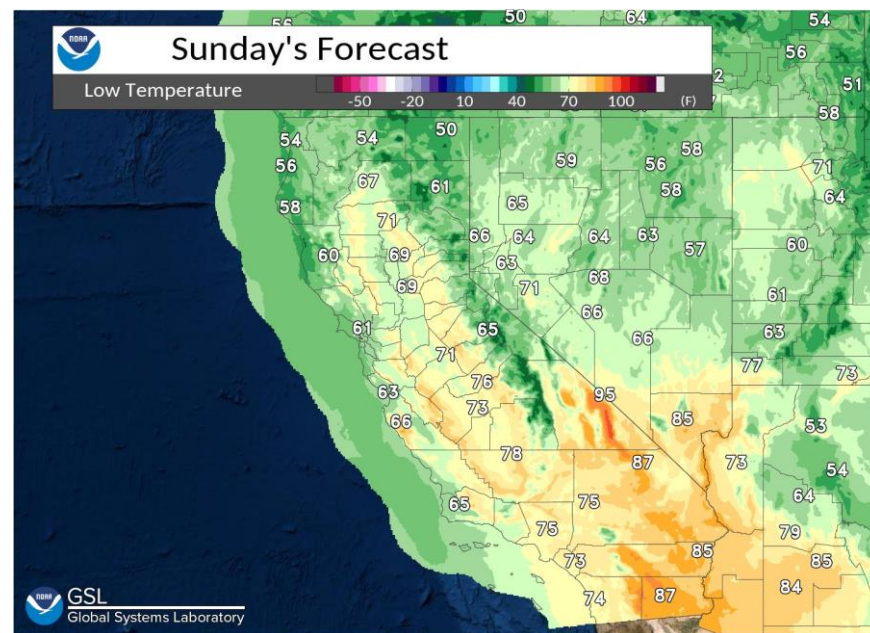 56 50 64 54
NOAA
Sunday's Forecast
56
Low Temperature
-50 -20 10 40 70 100 (F)
51
58
54 54 50
56 59 56 58
71
67 61 58
64
58 65
71
66 64 64 63 57 60
60 69 63
69 71 68
61
66
61 65 66 63
71
77 73
76
63 73 95
66 85 53
78 87 73 54
65 75 64
75 79
73 85 85
74 87 84
NOAA
GSL
Global Systems Laboratory